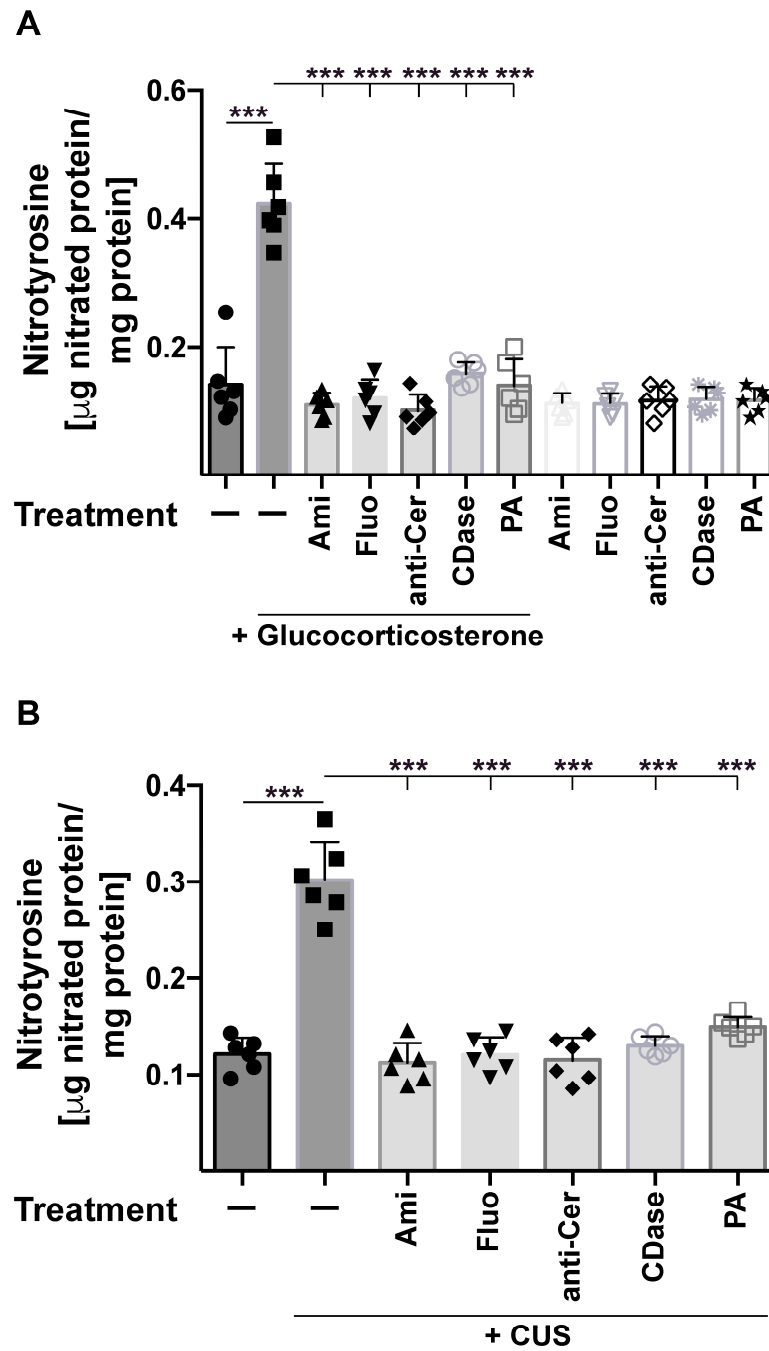 A
*** *** *** *** ***
***
0.6
0.4
0.2
Nitrotyrosine
[µg nitrated protein/
mg protein]
Treatment — — Ami Fluo anti-Cer CDase PA Ami Fluo anti-Cer CDase PA
+ Glucocorticosterone
B
*** *** *** *** ***
***
0.4
0.3
0.2
0.1
Nitrotyrosine
[µg nitrated protein/
mg protein]
Treatment — — Ami Fluo anti-Cer CDase PA
+ CUS